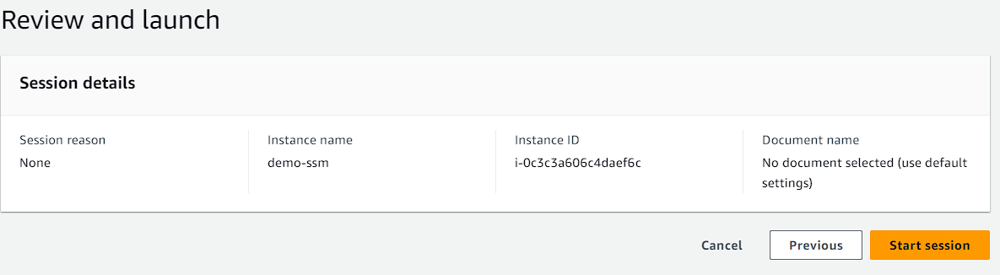 Review and launch
Session details
Session reason
None
Instance name
demo-ssm
Instance ID
i-0c3c3a606c4daef6c
Document name
No document selected (use default
settings)
Cancel
Previous
Start session